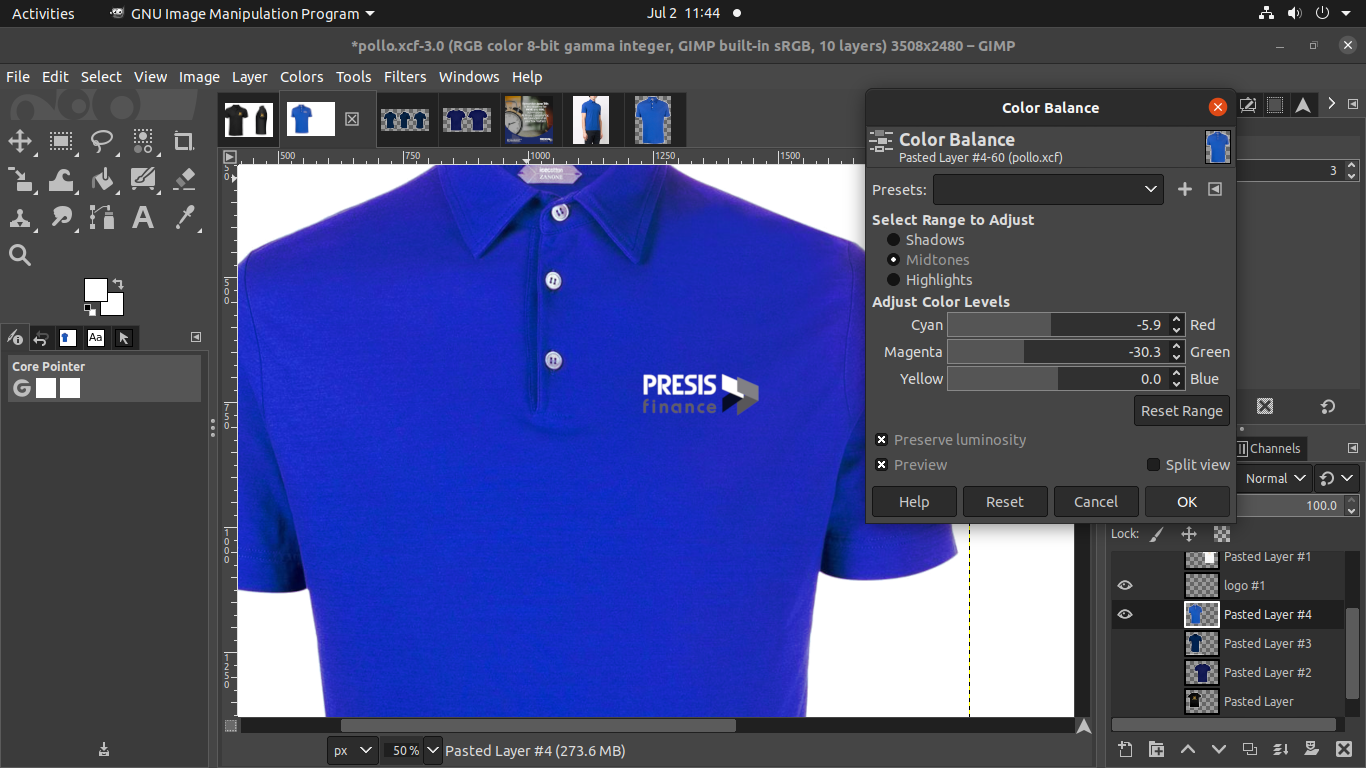 Activities
GNU Image Manipulation Program
Jul 2 11:44
*pollo.xcf-3.0 (RGB color 8-bit gamma integer, GIMP built-in sRGB, 10 layers) 3508x2480 – GIMP
File Edit Select View Image Layer Colors Tools Filters Windows Help
Color Balance
Color Balance
Pasted Layer #4-60 (pollo.xcf)
Presets:
Select Range to Adjust
Shadows
Midtones
Highlights
Adjust Color Levels
Cyan -5.9 Red
Magenta -30.3 Green
Yellow 0.0 Blue
Reset Range
Preserve luminosity
Preview
Split view
Help Reset Cancel OK
500 750 1000 1250 1500
500
750
1000
1250
ZANONE
PRESIS
finance
Aa
Core Pointer
3
Channels
Normal
100.0
Lock:
Pasted Layer #1
logo #1
Pasted Layer #4
Pasted Layer #3
Pasted Layer #2
Pasted Layer
px 50 % Pasted Layer #4 (273.6 MB)